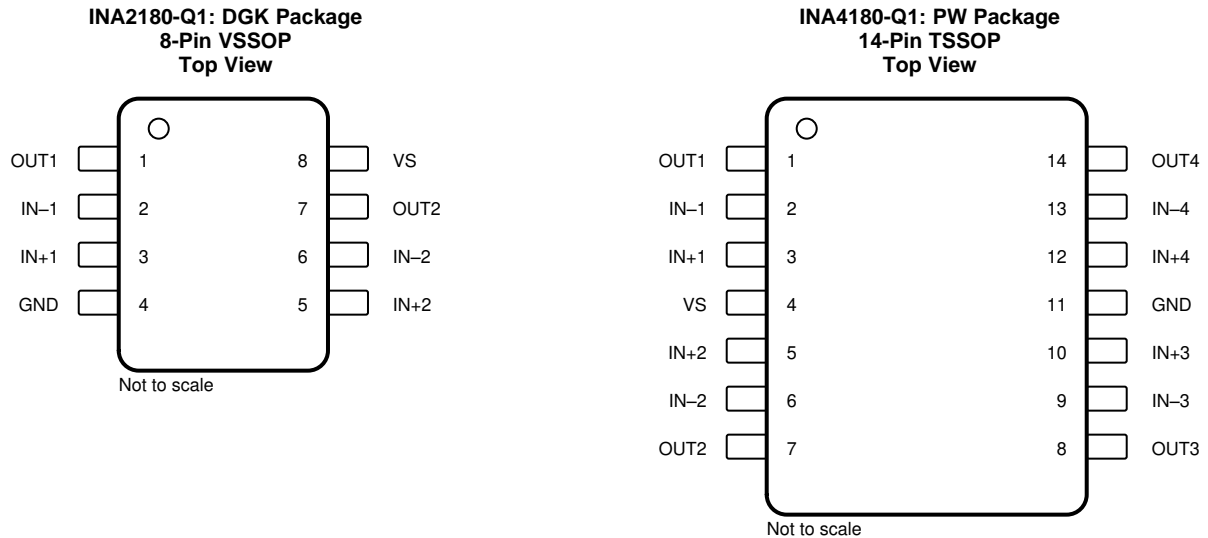 INA2180-Q1: DGK Package
8-Pin VSSOP
Top View
OUT1 1 8 VS
IN–1 2 7 OUT2
IN+1 3 6 IN–2
GND 4 5 IN+2
Not to scale
INA4180-Q1: PW Package
14-Pin TSSOP
Top View
OUT1 1 14 OUT4
IN–1 2 13 IN–4
IN+1 3 12 IN+4
VS 4 11 GND
IN+2 5 10 IN+3
IN–2 6 9 IN–3
OUT2 7 8 OUT3
Not to scale